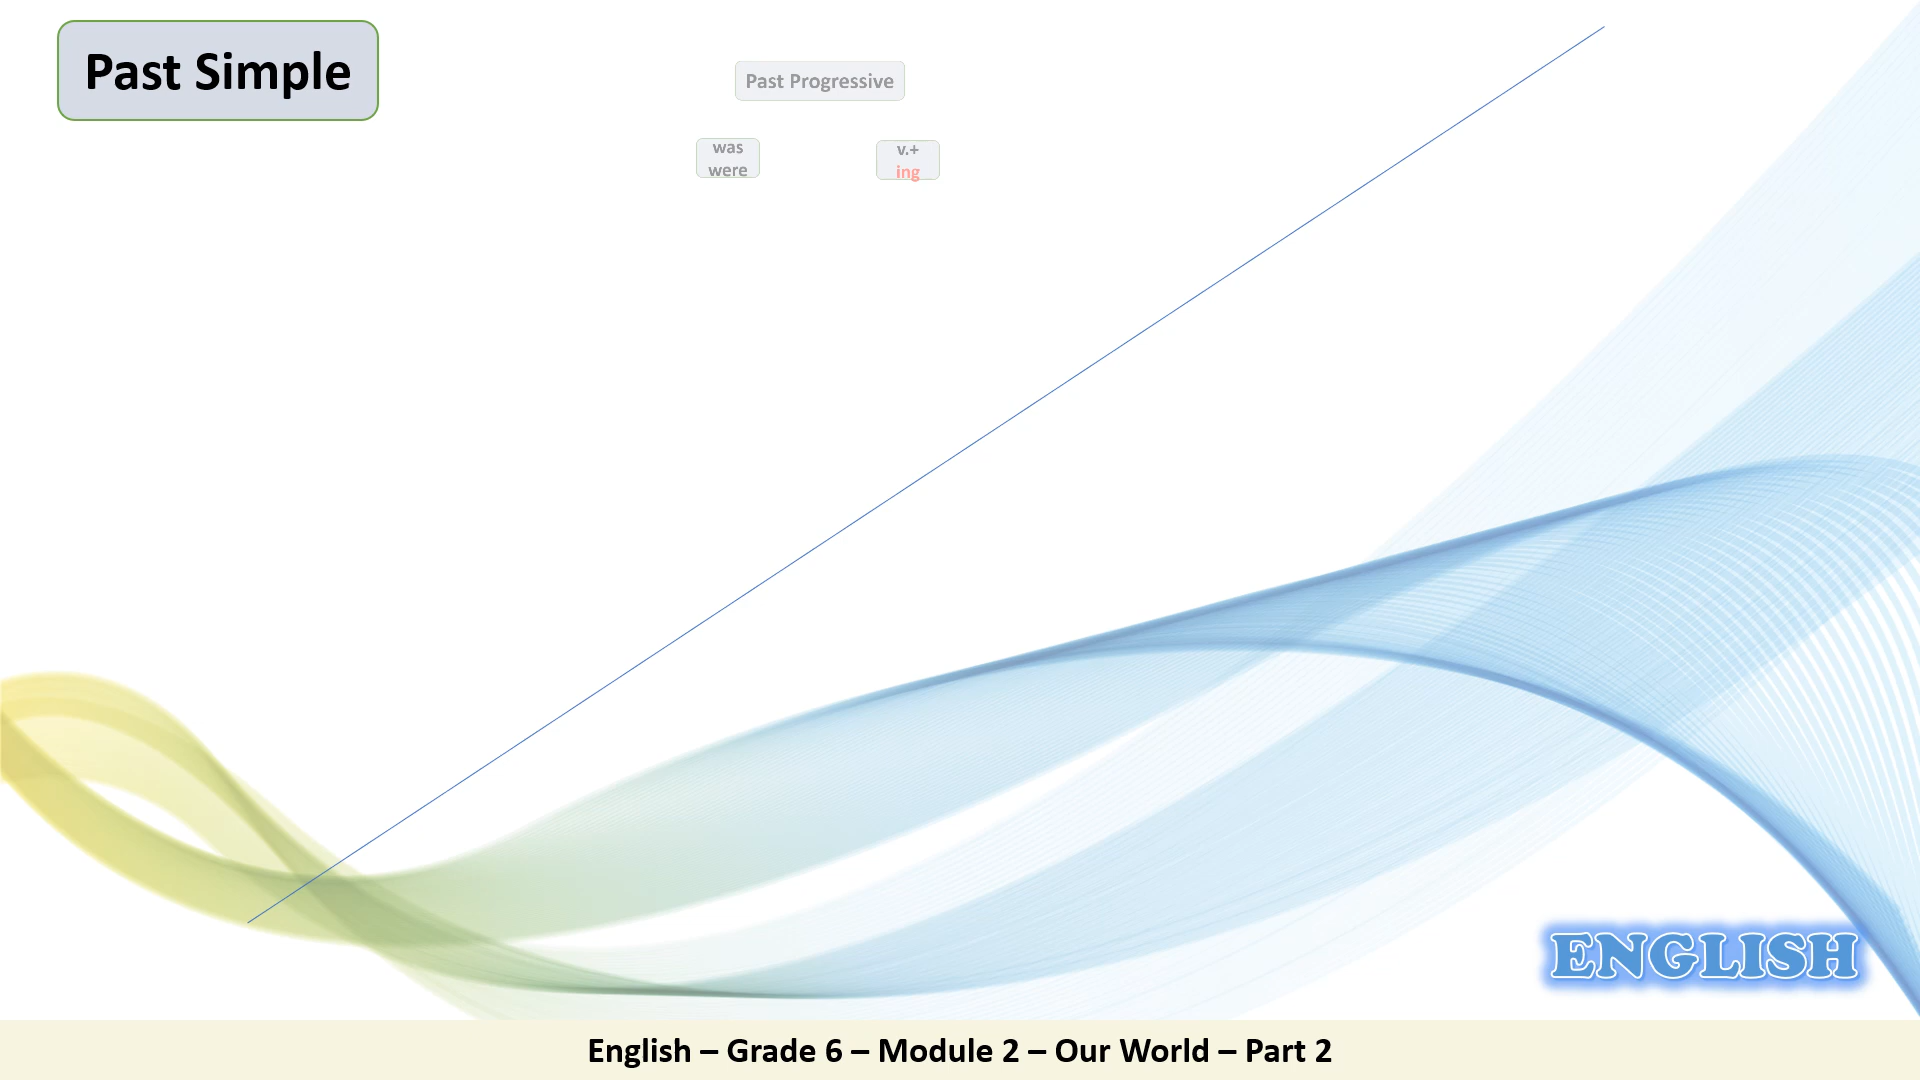 Past Simple
Past Progressive
was
were
v.+
ing
ENGLISH
English – Grade 6 – Module 2 – Our World – Part 2